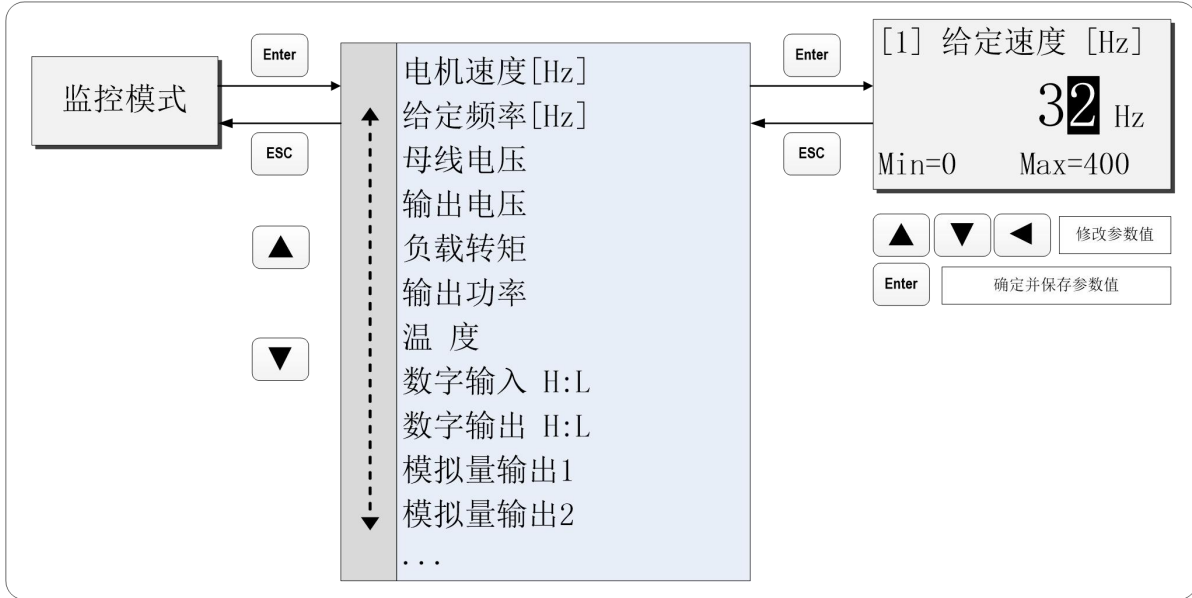 监控模式
Enter
ESC
电机速度[Hz]
给定频率[Hz]
母线电压
输出电压
负载转矩
输出功率
温 度
数字输入 H:L
数字输出 H:L
模拟量输出1
模拟量输出2
...
Enter
ESC
[1] 给定速度 [Hz]
32 Hz
Min=0 Max=400
修改参数值
Enter 确定并保存参数值